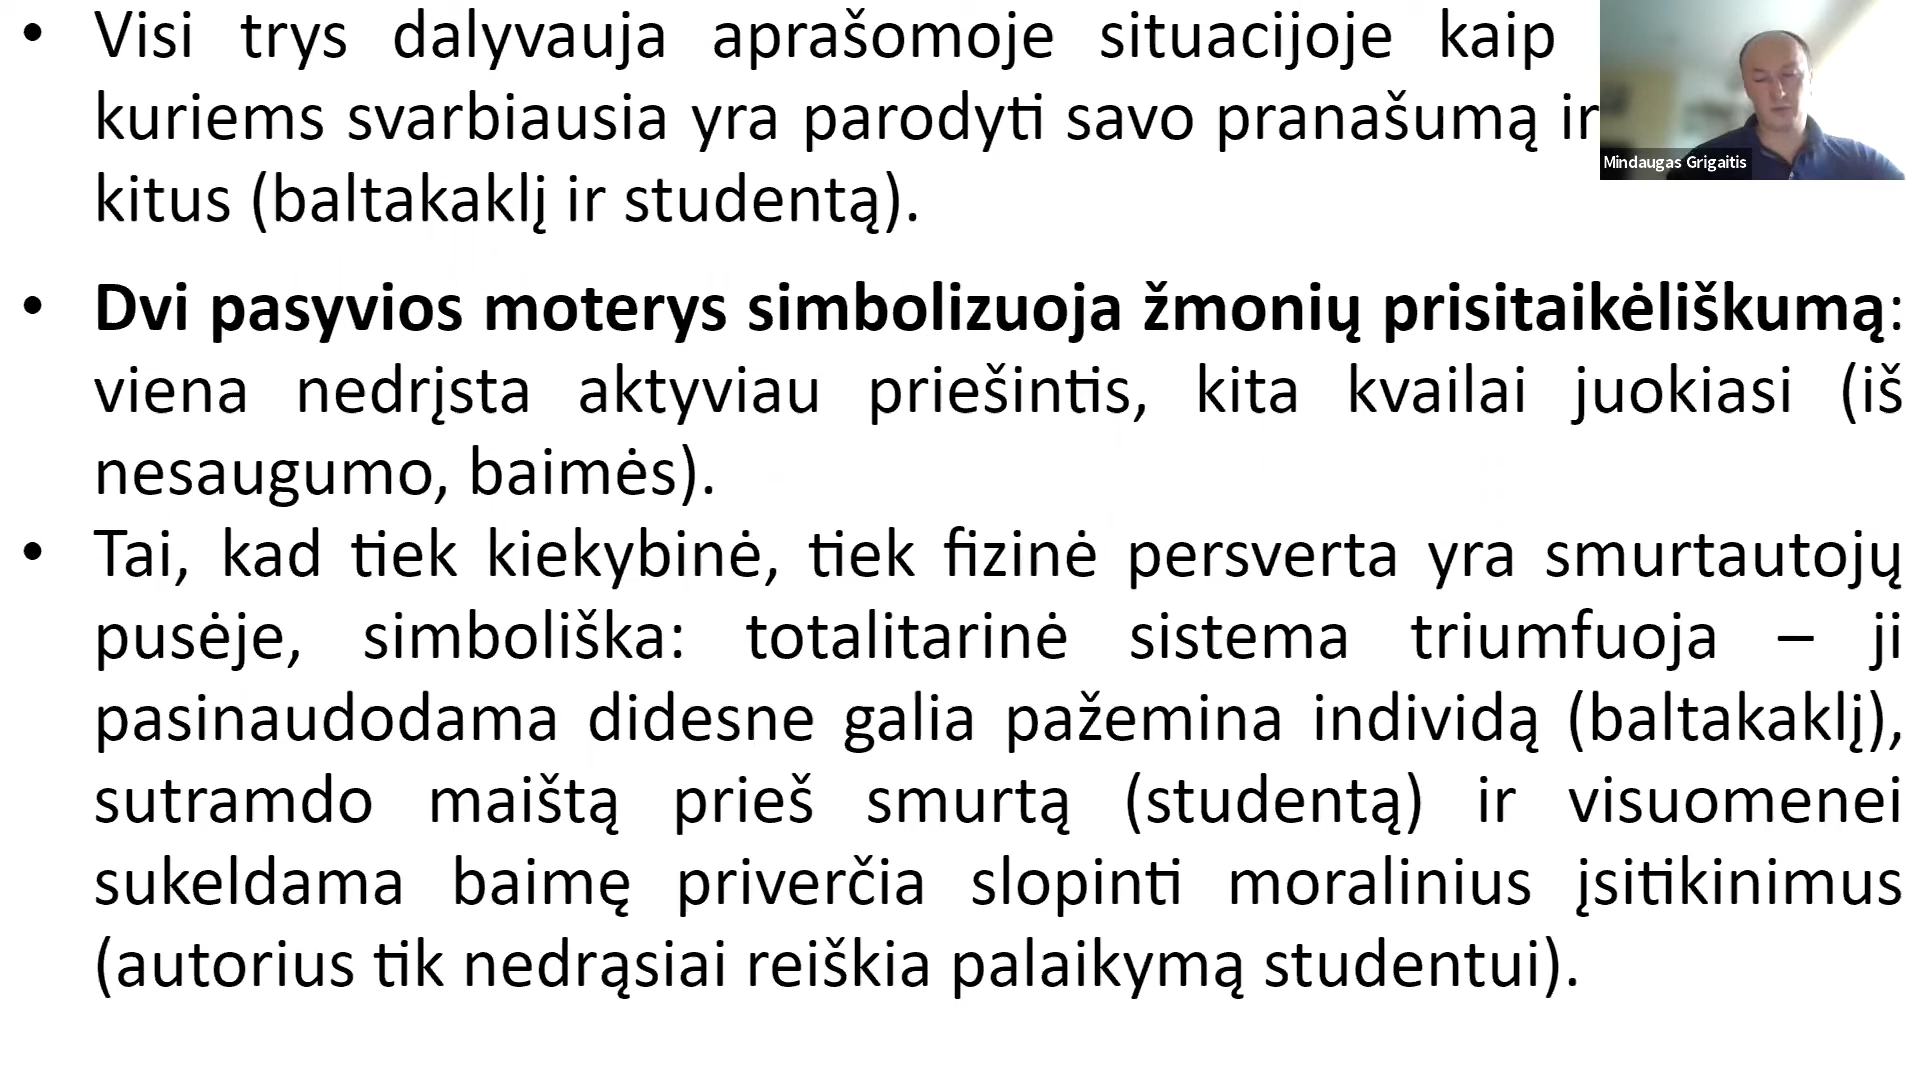 • Visi trys dalyvauja aprašomoje situacijoje kaip
kuriems svarbiausia yra parodyti savo pranašumą ir
kitus (baltakaklį ir studentą).
Mindaugas Grigaitis
• Dvi pasyvios moterys simbolizuoja žmonių prisitaikėliškumą:
viena nedrįsta aktyviau priešintis, kita kvailai juokiasi (iš
nesaugumo, baimės).
• Tai, kad tiek kiekybinė, tiek fizinė persverta yra smurtautojų
pusėje, simboliška: totalitarinė sistema triumfuoja – ji
pasinaudodama didesne galia pažemina individą (baltakaklį),
sutramdo maištą prieš smurtą (studentą) ir visuomenei
sukeldama baimę priverčia slopinti moralinius įsitikinimus
(autorius tik nedrąsiai reiškia palaikymą studentui).